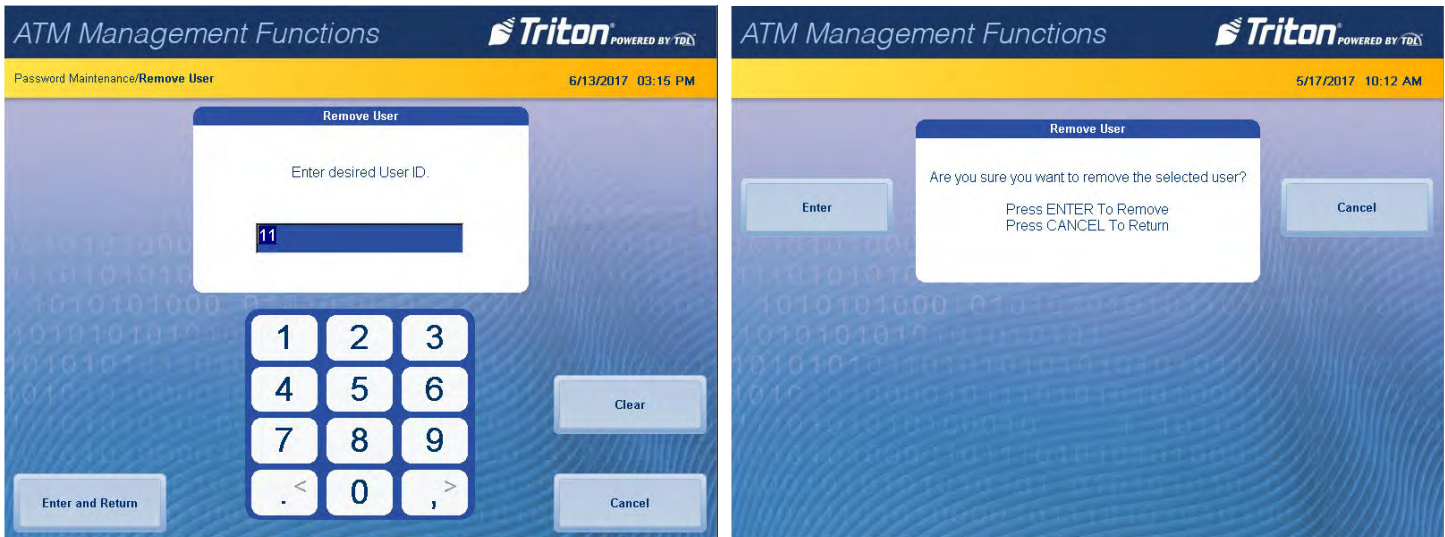 ATM Management Functions
Triton POWERED BY TDL
Password Maintenance/Remove User
6/13/2017 03:15 PM
Remove User
Enter desired User ID.
11
1 2 3
4 5 6
7 8 9
.< 0 ,>
Clear
Enter and Return
Cancel
ATM Management Functions
Triton POWERED BY TDL
5/17/2017 10:12 AM
Remove User
Are you sure you want to remove the selected user?
Press ENTER To Remove
Press CANCEL To Return
Enter
Cancel